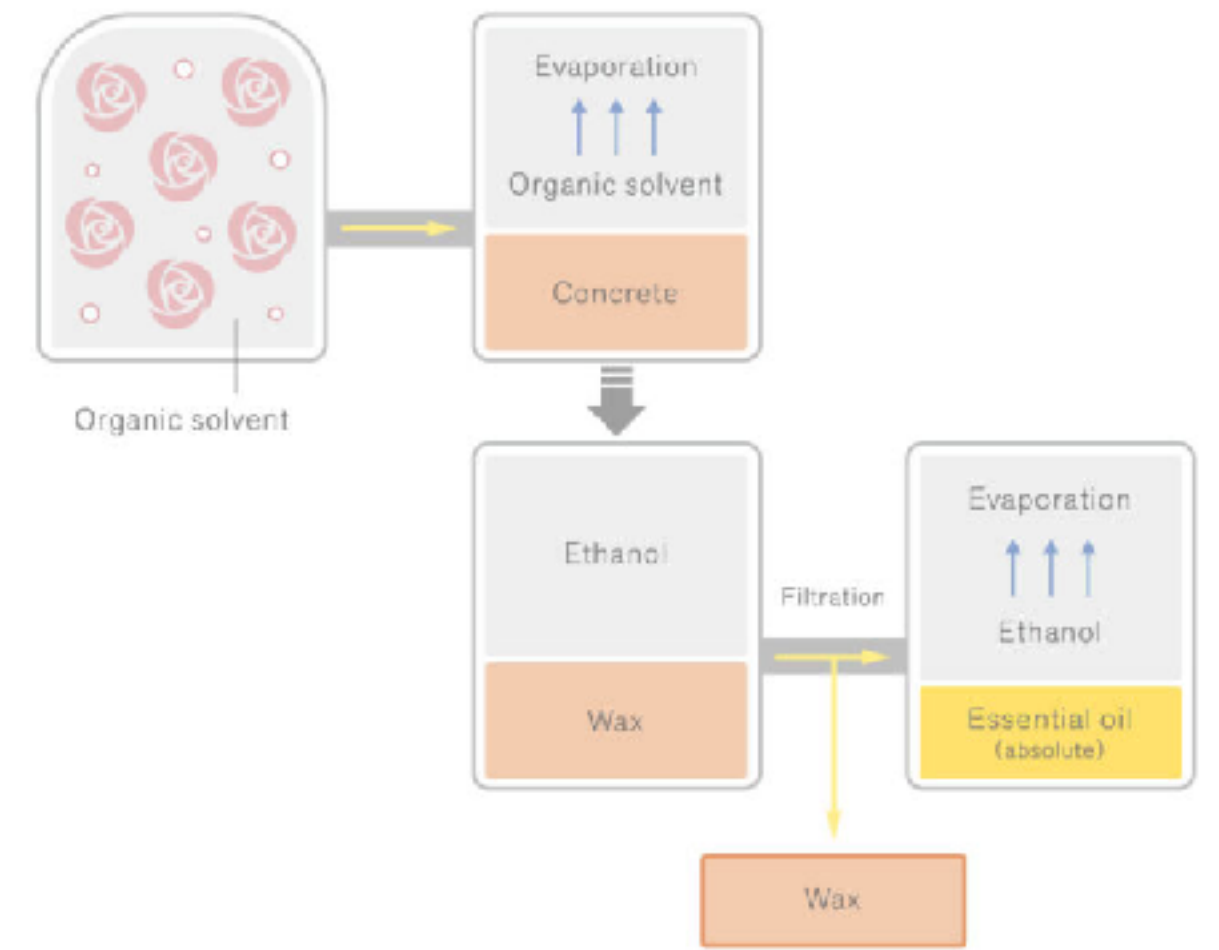 Evaporation
Organic solvent
Concrete
Organic solvent
Ethanol
Wax
Filtration
Evaporation
Ethanol
Essential oil
(absolute)
Wax